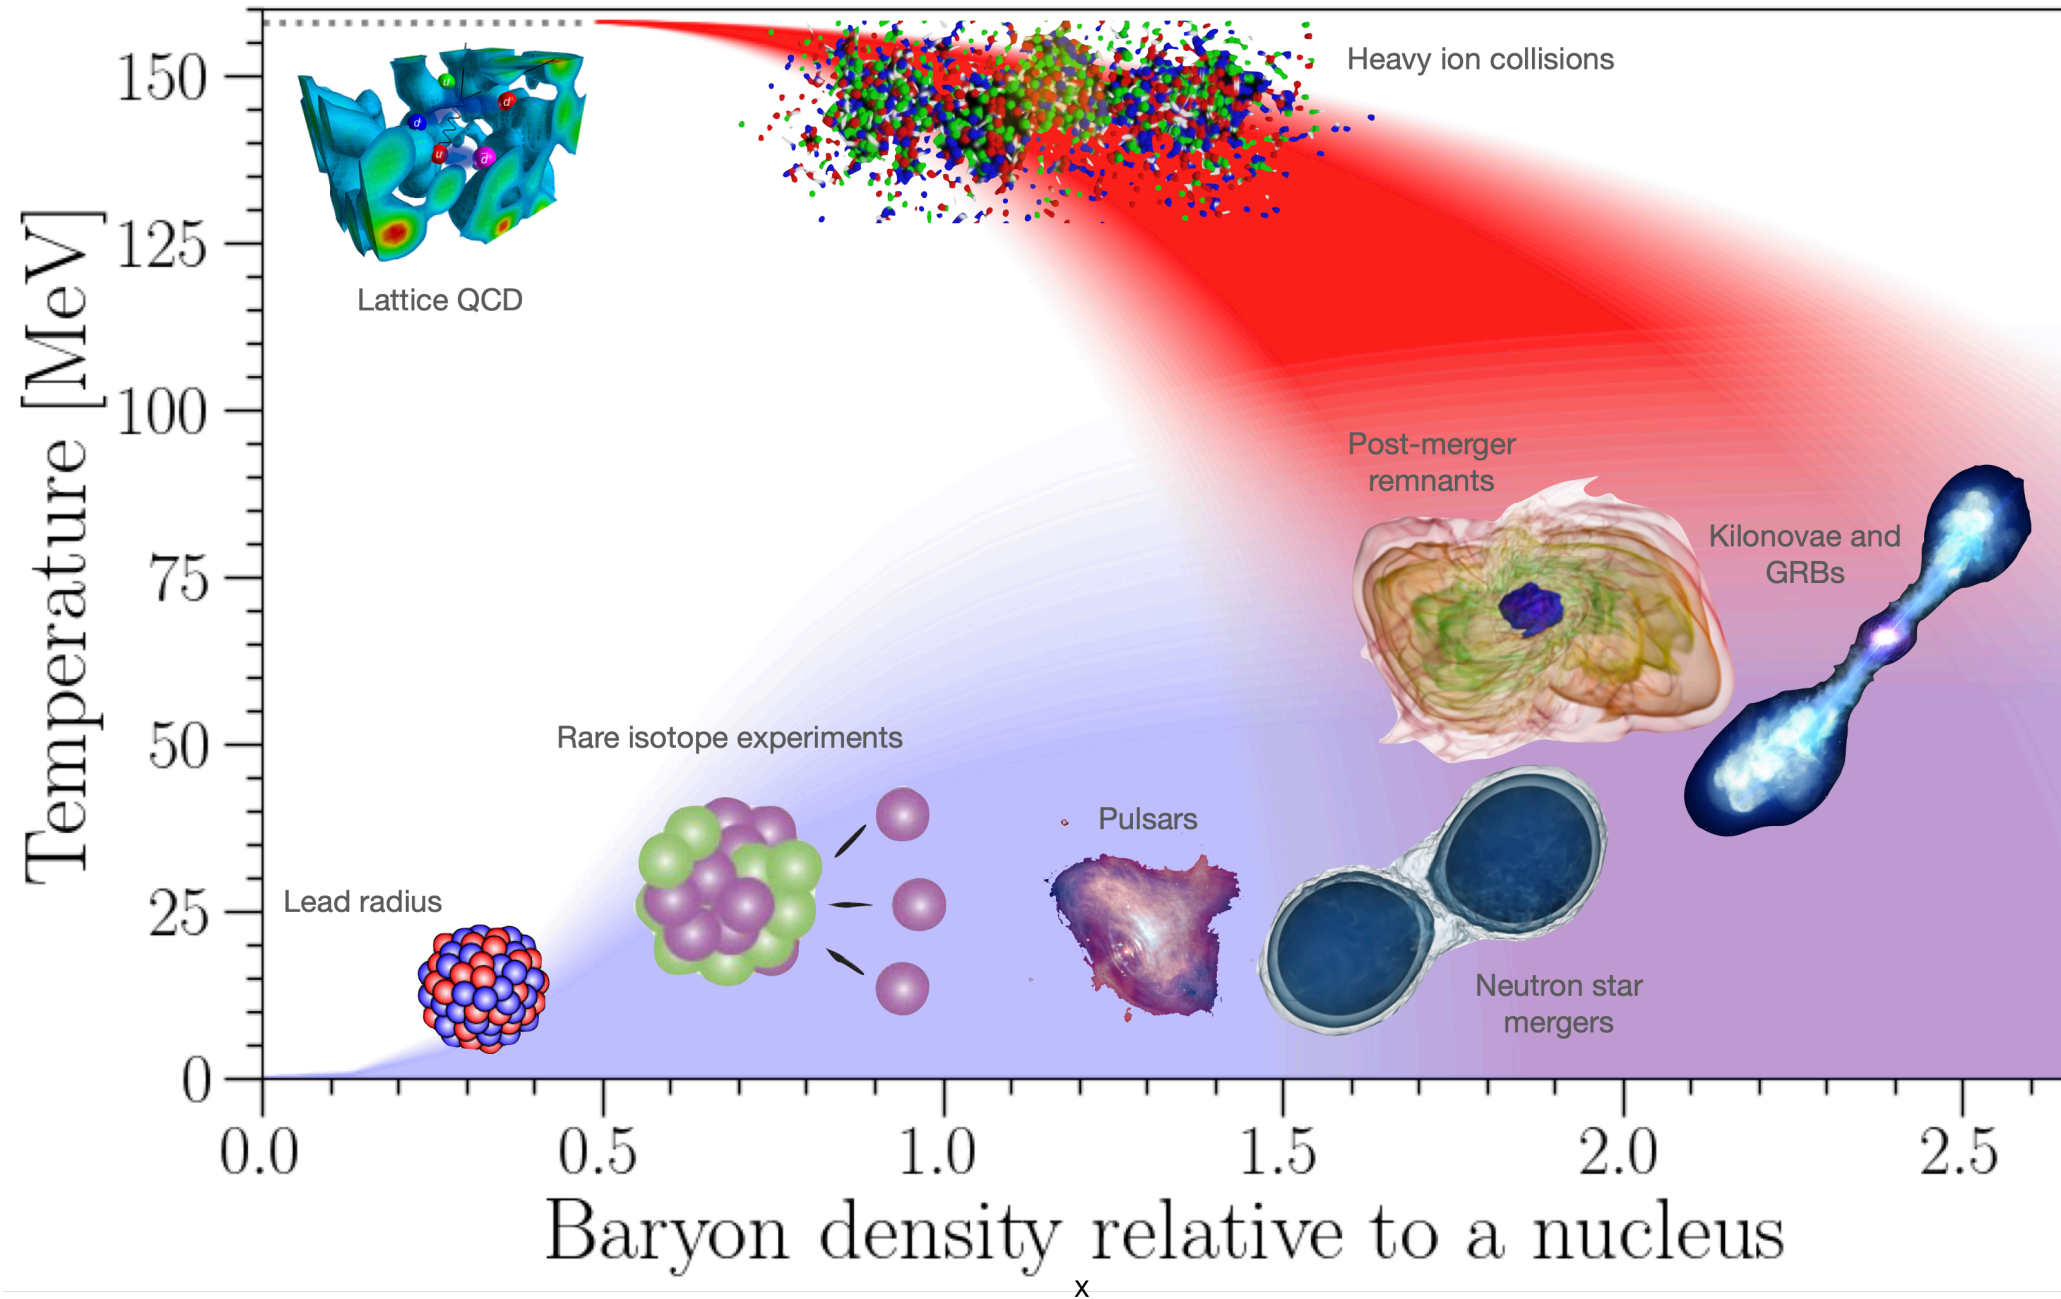 Heavy ion collisions
150
u
d
d
u
d
125
Lattice QCD
100
Post-merger
remnants
Kilonovae and
GRBs
75
Temperature [MeV]
50
Rare isotope experiments
Pulsars
25
Lead radius
Neutron star
mergers
0
0.0 0.5 1.0 1.5 2.0 2.5
Baryon density relative to a nucleus
x